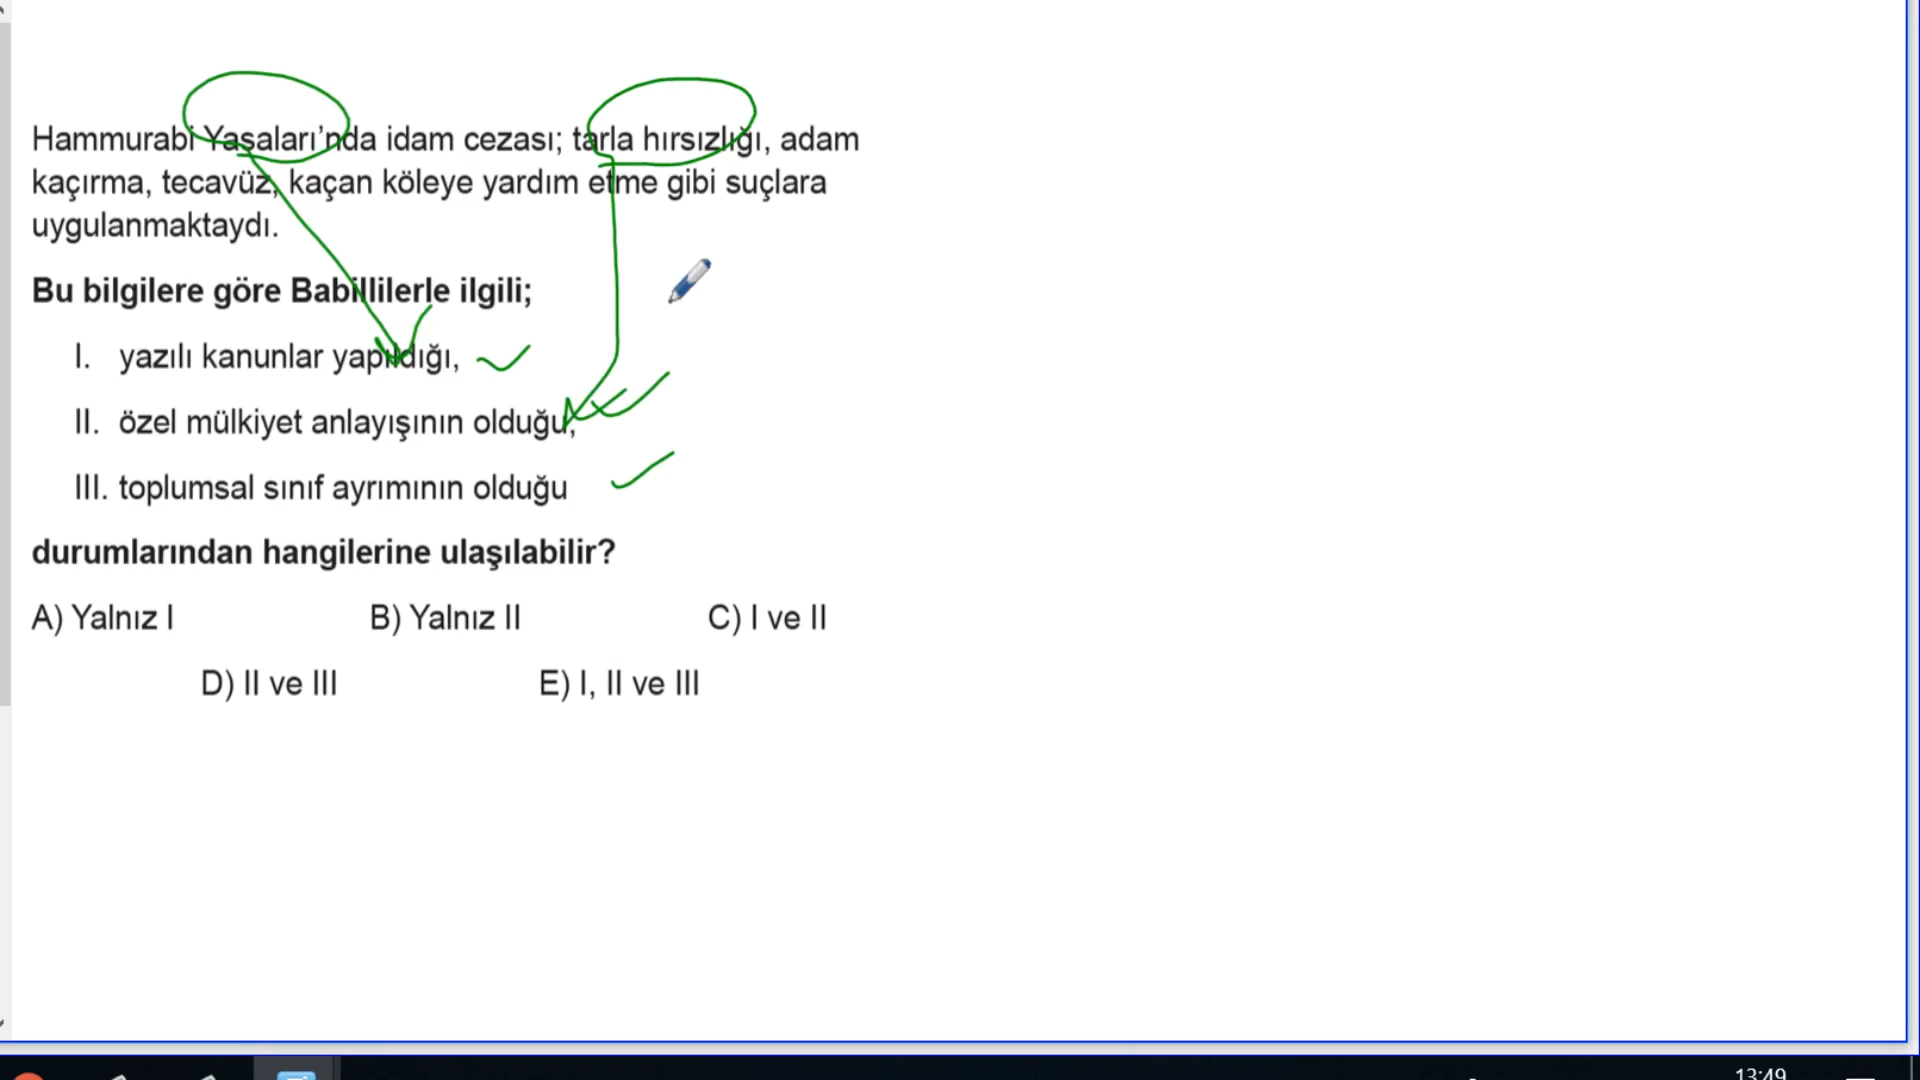 Hammurabi Yasaları'nda idam cezası; tarla hırsızlığı, adam
kaçırma, tecavüz, kaçan köleye yardım etme gibi suçlara
uygulanmaktaydı.
Bu bilgilere göre Babillilerle ilgili;
I. yazılı kanunlar yapıldığı,
II. özel mülkiyet anlayışının olduğu,
III. toplumsal sınıf ayrımının olduğu
durumlarından hangilerine ulaşılabilir?
A) Yalnız I B) Yalnız II C) I ve II
D) II ve III E) I, II ve III
13:49